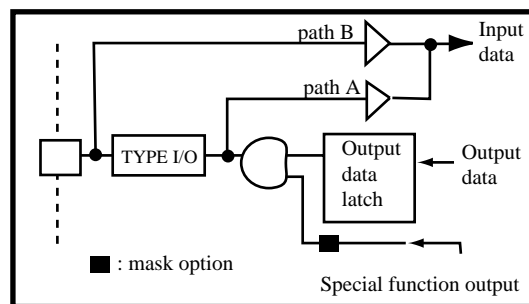 path B
Input
data
path A
TYPE I/O
Output
data
latch
Output
data
: mask option
Special function output